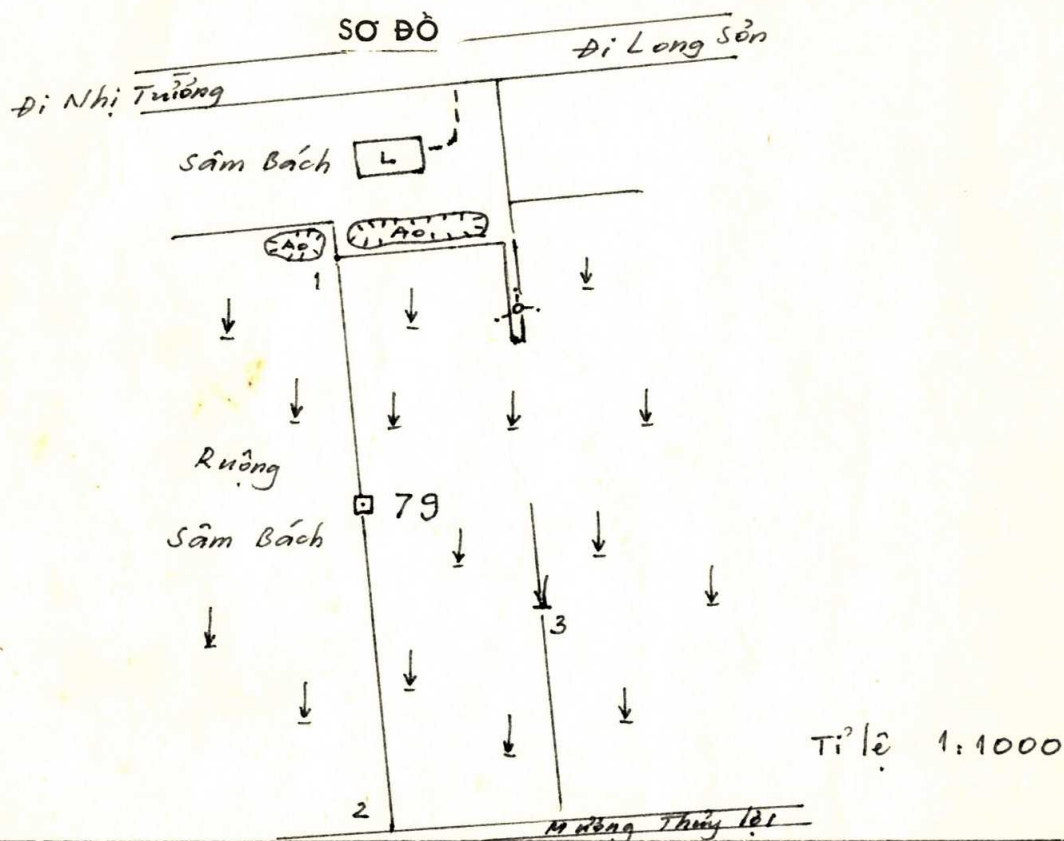 SƠ ĐỒ
Đi Long Sơn
Đi Nhị Trường
Sâm Bách
L
Ao
Ao
1
Ruộng
79
Sâm Bách
3
Tỉ lệ 1:1000
2
Mương Thủy lợi